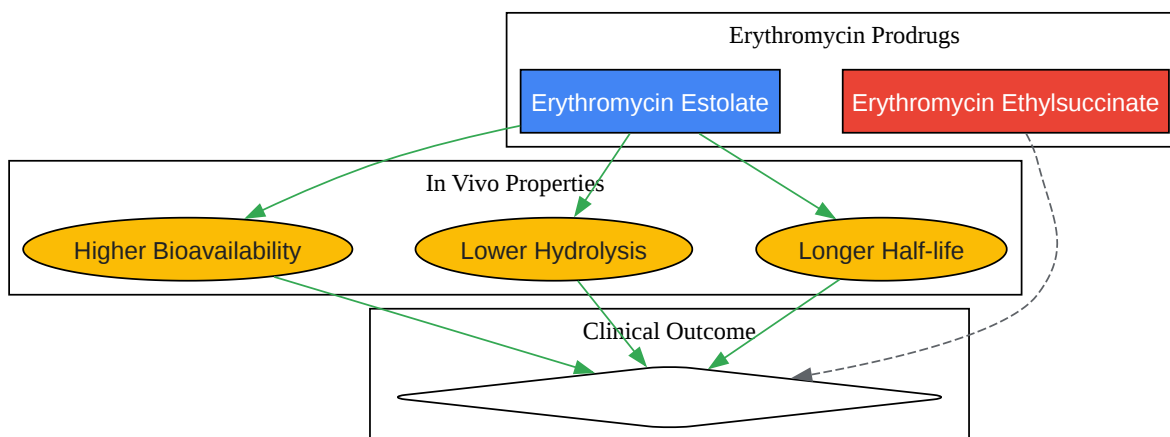 Erythromycin Prodrugs
Erythromycin Estolate
Erythromycin Ethylsuccinate
In Vivo Properties
Higher Bioavailability
Lower Hydrolysis
Longer Half-life
Clinical Outcome